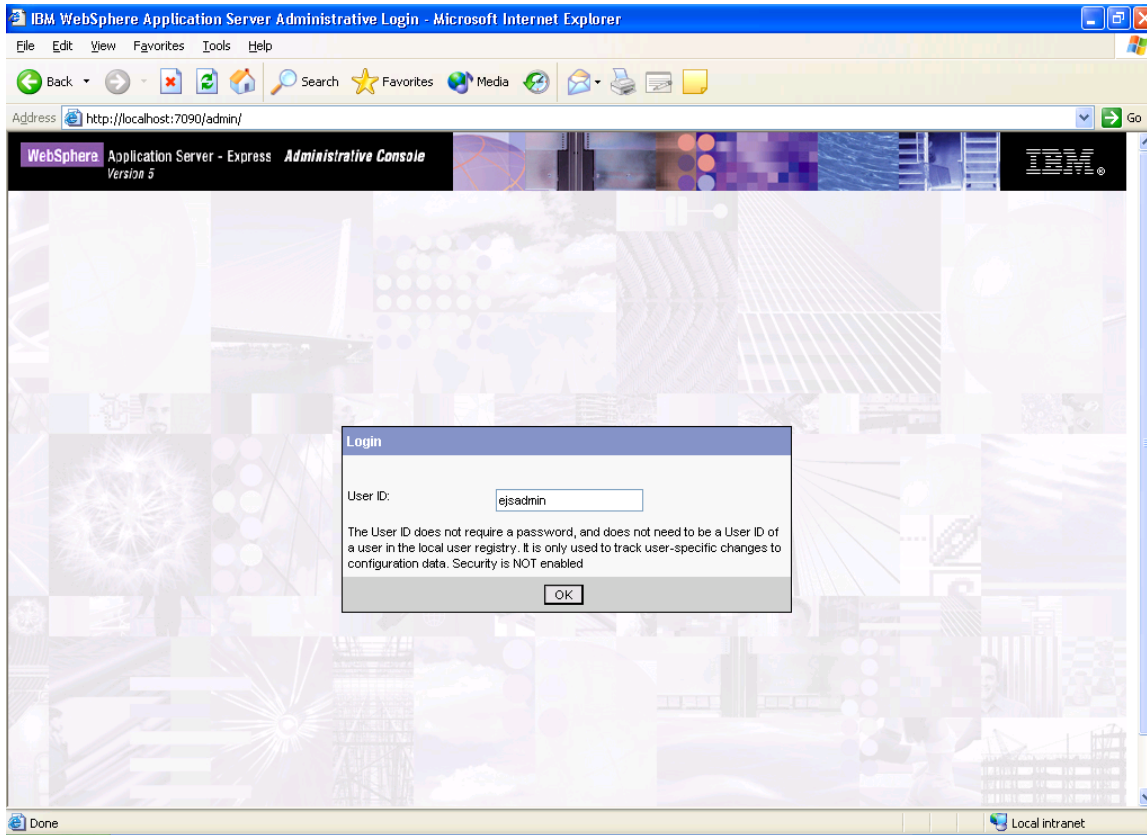 IBM WebSphere Application Server Administrative Login - Microsoft Internet Explorer
File Edit View Favorites Tools Help
Back Search Favorites Media
Address http://localhost:7090/admin/ Go
WebSphere Application Server - Express Administrative Console
Version 5
IBM®
Login
User ID: ejsadmin
The User ID does not require a password, and does not need to be a User ID of
a user in the local user registry. It is only used to track user-specific changes to
configuration data. Security is NOT enabled
OK
Done Local intranet